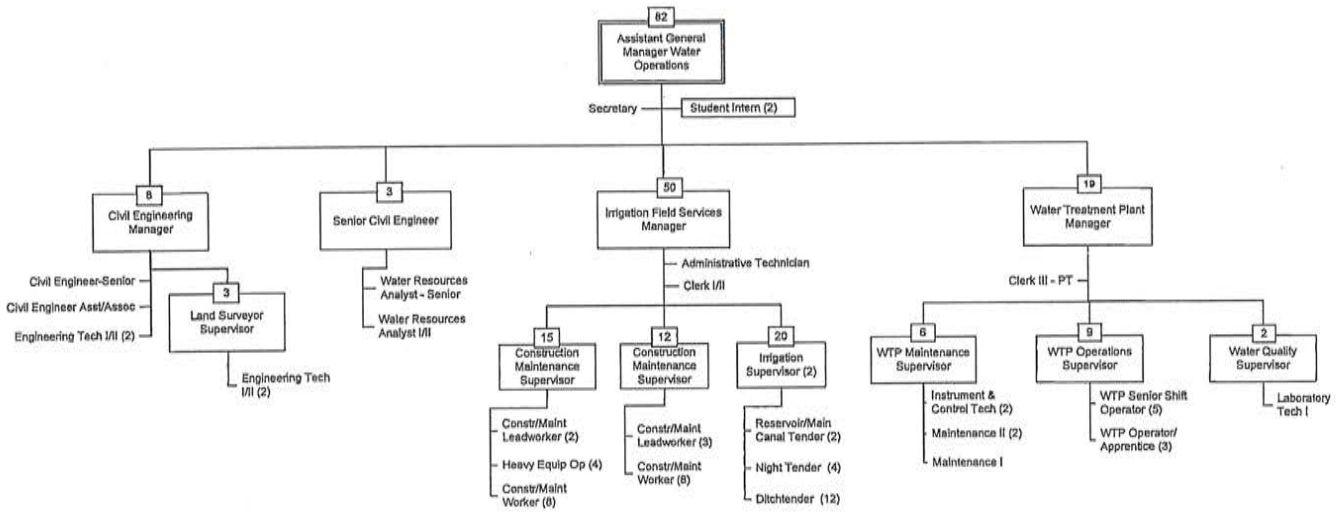 82
Assistant General
Manager Water
Operations
Secretary
Student Intern (2)
8
Civil Engineering
Manager
3
Senior Civil Engineer
50
Irrigation Field Services
Manager
19
Water Treatment Plant
Manager
Civil Engineer-Senior
Civil Engineer Asst/Assoc
Engineering Tech I/II (2)
3
Land Surveyor
Supervisor
Engineering Tech
I/II (2)
Water Resources
Analyst - Senior
Water Resources
Analyst I/II
Administrative Technician
Clerk I/II
15
Construction
Maintenance
Supervisor
Constr/Maint
Leadworker (2)
Heavy Equip Op (4)
Constr/Maint
Worker (8)
12
Construction
Maintenance
Supervisor
Constr/Maint
Leadworker (3)
Constr/Maint
Worker (8)
20
Irrigation
Supervisor (2)
Reservoir/Main
Canal Tender (2)
Night Tender (4)
Ditchtender (12)
Clerk III - PT
6
WTP Maintenance
Supervisor
Instrument &
Control Tech (2)
Maintenance II (2)
Maintenance I
9
WTP Operations
Supervisor
WTP Senior Shift
Operator (5)
WTP Operator/
Apprentice (3)
2
Water Quality
Supervisor
Laboratory
Tech I